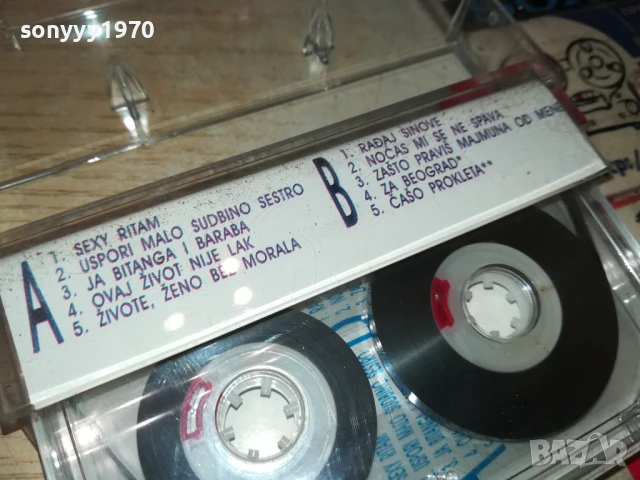 sonyyy1970
A
1. SEXY RITAM
2. USPORI MALO SUDBINO SESTRO
3. JA BITANGA I BARABA
4. OVAJ ŽIVOT NIJE LAK
5. ŽIVOTE, ŽENO BEZ MORALA
B
1. RAĐAJ SINOVE
2. NOĆAS MI SE NE SPAVA
3. ZAŠTO PRAVIŠ MAJMUNA OD MENE
4. ZA BEOGRAD*
5. ČAŠO PROKLETA**
BAZAR